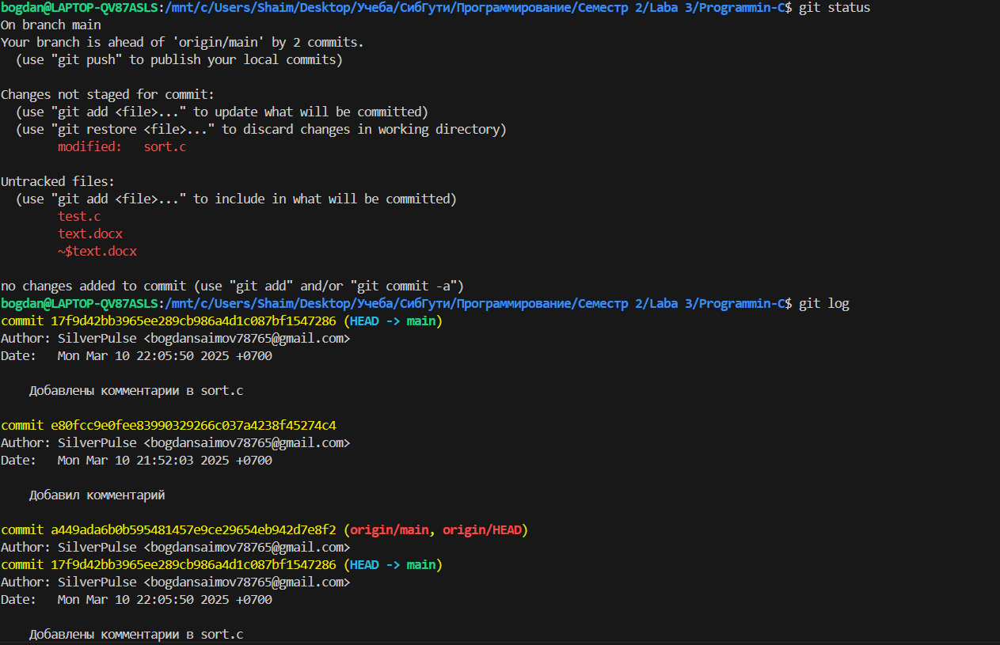 bogdan@LAPTOP-QV87ASLS:/mnt/c/Users/Shaim/Desktop/Учеба/СибГути/Программирование/Семестр 2/Laba 3/Programmin-C$ git status
On branch main
Your branch is ahead of 'origin/main' by 2 commits.
  (use "git push" to publish your local commits)

Changes not staged for commit:
  (use "git add <file>..." to update what will be committed)
  (use "git restore <file>..." to discard changes in working directory)
        modified:   sort.c

Untracked files:
  (use "git add <file>..." to include in what will be committed)
        test.c
        text.docx
        ~$text.docx

no changes added to commit (use "git add" and/or "git commit -a")
bogdan@LAPTOP-QV87ASLS:/mnt/c/Users/Shaim/Desktop/Учеба/СибГути/Программирование/Семестр 2/Laba 3/Programmin-C$ git log
commit 17f9d42bb3965ee289cb986a4d1c087bf1547286 (HEAD -> main)
Author: SilverPulse <bogdansaimov78765@gmail.com>
Date:   Mon Mar 10 22:05:50 2025 +0700

    Добавлены комментарии в sort.c

commit e80fcc9e0fee83990329266c037a4238f45274c4
Author: SilverPulse <bogdansaimov78765@gmail.com>
Date:   Mon Mar 10 21:52:03 2025 +0700

    Добавил комментарий

commit a449ada6b0b595481457e9ce29654eb942d7e8f2 (origin/main, origin/HEAD)
Author: SilverPulse <bogdansaimov78765@gmail.com>
commit 17f9d42bb3965ee289cb986a4d1c087bf1547286 (HEAD -> main)
Author: SilverPulse <bogdansaimov78765@gmail.com>
Date:   Mon Mar 10 22:05:50 2025 +0700

    Добавлены комментарии в sort.c